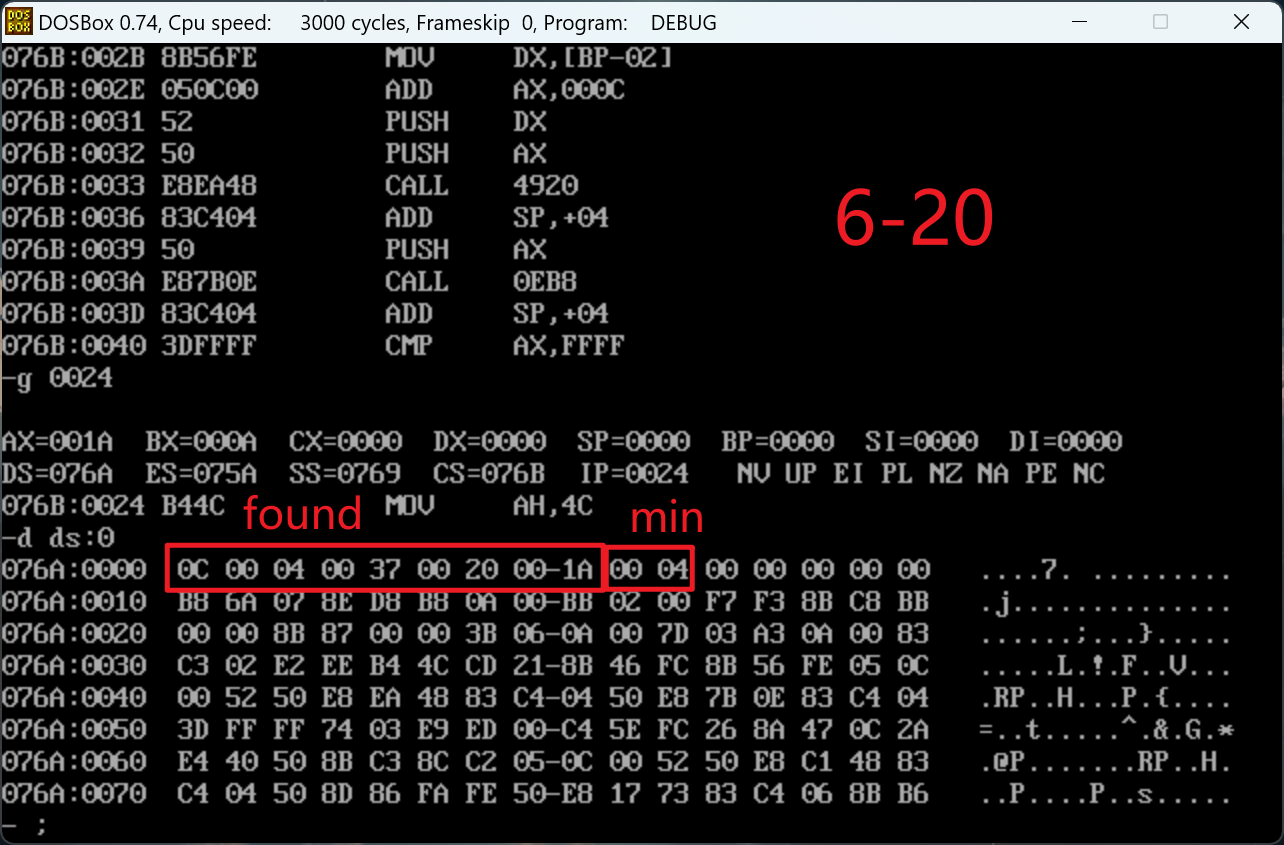 DOSBox 0.74, Cpu speed: 3000 cycles, Frameskip 0, Program: DEBUG
076B:002B 8B56FE MOV DX,[BP-02]
076B:002E 050C00 ADD AX,000C
076B:0031 52 PUSH DX
076B:0032 50 PUSH AX
076B:0033 E8EA48 CALL 4920
076B:0036 83C404 ADD SP,+04
6-20
076B:0039 50 PUSH AX
076B:003A E87B0E CALL 0EB8
076B:003D 83C404 ADD SP,+04
076B:0040 3DFFFF CMP AX,FFFF
-g 0024
AX=001A BX=000A CX=0000 DX=0000 SP=0000 BP=0000 SI=0000 DI=0000
DS=076A ES=075A SS=0769 CS=076B IP=0024 NV UP EI PL NZ NA PE NC
076B:0024 B44C MOV AH,4C
found min
-d ds:0
076A:0000 0C 00 04 00 37 00 20 00-1A 00 04 00 00 00 00 00 ....7. .........
076A:0010 B8 6A 07 8E D8 B8 0A 00-BB 02 00 F7 F3 8B C8 BB .j..............
076A:0020 00 00 8B 87 00 00 3B 06-0A 00 7D 03 A3 0A 00 83 ......;...}.....
076A:0030 C3 02 E2 EE B4 4C CD 21-8B 46 FC 8B 56 FE 05 0C .....L.!.F..V...
076A:0040 00 52 50 E8 EA 48 83 C4-04 50 E8 7B 0E 83 C4 04 .RP..H...P.{....
076A:0050 3D FF FF 74 03 E9 ED 00-C4 5E FC 26 8A 47 0C 2A =..t.....^.&.G.*
076A:0060 E4 40 50 8B C3 8C C2 05-0C 00 52 50 E8 C1 48 83 .@P.......RP..H.
076A:0070 C4 04 50 8D 86 FA FE 50-E8 17 73 83 C4 06 8B B6 ..P....P..s.....
- ;